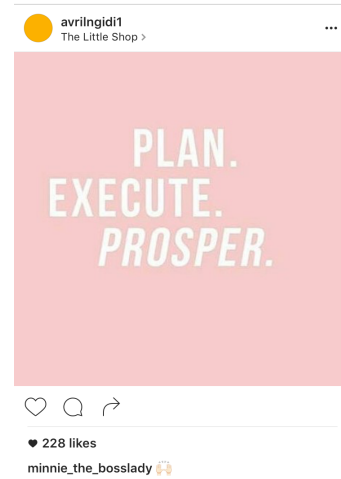 avrilngidi1
The Little Shop >
PLAN.
EXECUTE.
PROSPER.
228 likes
minnie_the_bosslady 🙌🏻